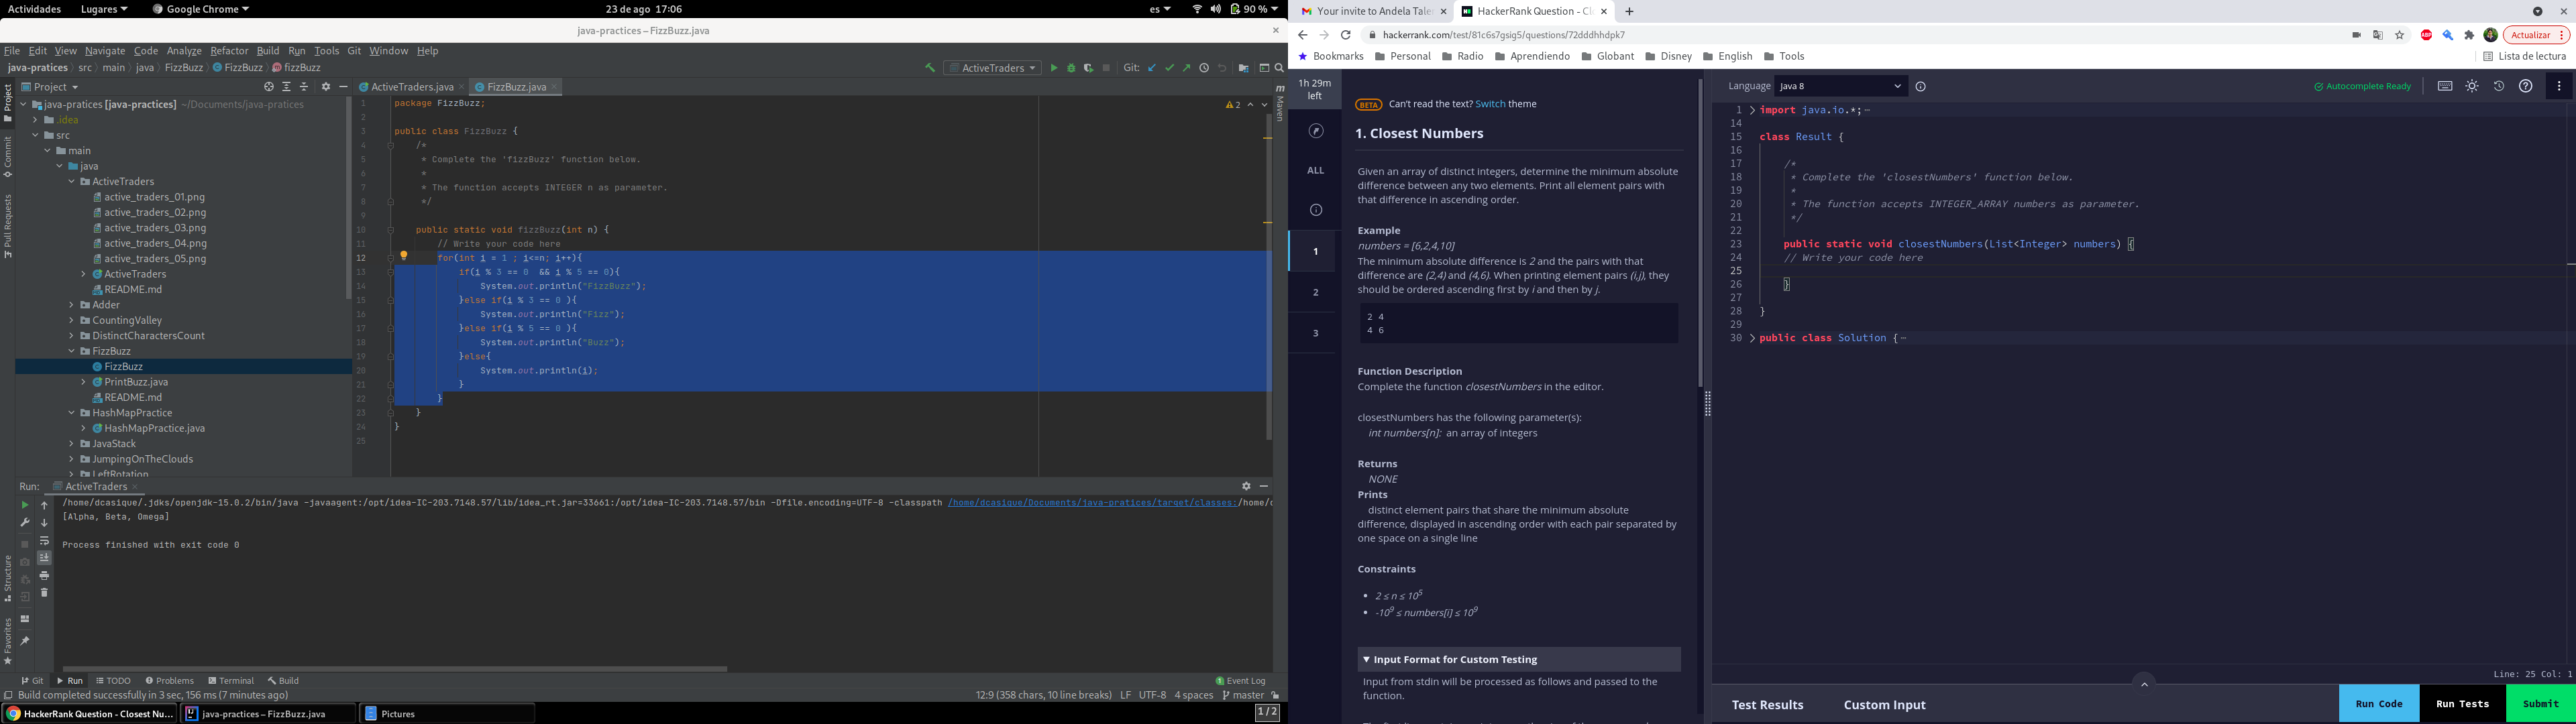 Actividades Lugares Google Chrome 23 de ago 17:06 es 90 %
java-practices – FizzBuzz.java
File Edit View Navigate Code Analyze Refactor Build Run Tools Git Window Help
java-pratices src main java FizzBuzz FizzBuzz fizzBuzz ActiveTraders Git:
Project ActiveTraders.java FizzBuzz.java
Project
Commit
Pull Requests
Structure
Favorites
Maven
java-pratices [java-practices] ~/Documents/java-pratices
.idea
src
main
java
ActiveTraders
active_traders_01.png
active_traders_02.png
active_traders_03.png
active_traders_04.png
active_traders_05.png
ActiveTraders
README.md
Adder
CountingValley
DistinctCharactersCount
FizzBuzz
FizzBuzz
PrintBuzz.java
README.md
HashMapPractice
HashMapPractice.java
JavaStack
JumpingOnTheClouds
LeftRotation
2
1 package FizzBuzz;
2
3 public class FizzBuzz {
4 /*
5 * Complete the 'fizzBuzz' function below.
6 *
7 * The function accepts INTEGER n as parameter.
8 */
9
10 public static void fizzBuzz(int n) {
11 // Write your code here
12 for(int i = 1 ; i<=n; i++){
13 if(i % 3 == 0 && i % 5 == 0){
14 System.out.println("FizzBuzz");
15 }else if(i % 3 == 0 ){
16 System.out.println("Fizz");
17 }else if(i % 5 == 0 ){
18 System.out.println("Buzz");
19 }else{
20 System.out.println(i);
21 }
22 }
23 }
24 }
25
Run: ActiveTraders
/home/dcasique/.jdks/openjdk-15.0.2/bin/java -javaagent:/opt/idea-IC-203.7148.57/lib/idea_rt.jar=33661:/opt/idea-IC-203.7148.57/bin -Dfile.encoding=UTF-8 -classpath /home/dcasique/Documents/java-pratices/target/classes:/home/d
[Alpha, Beta, Omega]
Process finished with exit code 0
Git Run TODO Problems Terminal Build 1 Event Log
Build completed successfully in 3 sec, 156 ms (7 minutes ago) 12:9 (358 chars, 10 line breaks) LF UTF-8 4 spaces master
HackerRank Question - Closest Nu... java-practices – FizzBuzz.java Pictures 1 / 2
Your invite to Andela Tale HackerRank Question - Cl
hackerrank.com/test/81c6s7gsig5/questions/72dddhhdpk7 ABP Actualizar
Bookmarks Personal Radio Aprendiendo Globant Disney English Tools Lista de lectura
1h 29m
left
ALL
1
2
3
BETA Can't read the text? Switch theme
1. Closest Numbers
Given an array of distinct integers, determine the minimum absolute
difference between any two elements. Print all element pairs with
that difference in ascending order.
Example
numbers = [6,2,4,10]
The minimum absolute difference is 2 and the pairs with that
difference are (2,4) and (4,6). When printing element pairs (i,j), they
should be ordered ascending first by i and then by j.
2 4
4 6
Function Description
Complete the function closestNumbers in the editor.
closestNumbers has the following parameter(s):
int numbers[n]: an array of integers
Returns
NONE
Prints
distinct element pairs that share the minimum absolute
difference, displayed in ascending order with each pair separated by
one space on a single line
Constraints
• 2 ≤ n ≤ 10^5
• -10^9 ≤ numbers[i] ≤ 10^9
Input Format for Custom Testing
Input from stdin will be processed as follows and passed to the
function.
Language Java 8 Autocomplete Ready
1 import java.io.*;
14
15 class Result {
16
17 /*
18 * Complete the 'closestNumbers' function below.
19 *
20 * The function accepts INTEGER_ARRAY numbers as parameter.
21 */
22
23 public static void closestNumbers(List<Integer> numbers) {
24 // Write your code here
25
26 }
27
28 }
29
30 public class Solution {
Line: 25 Col: 1
Test Results Custom Input Run Code Run Tests Submit